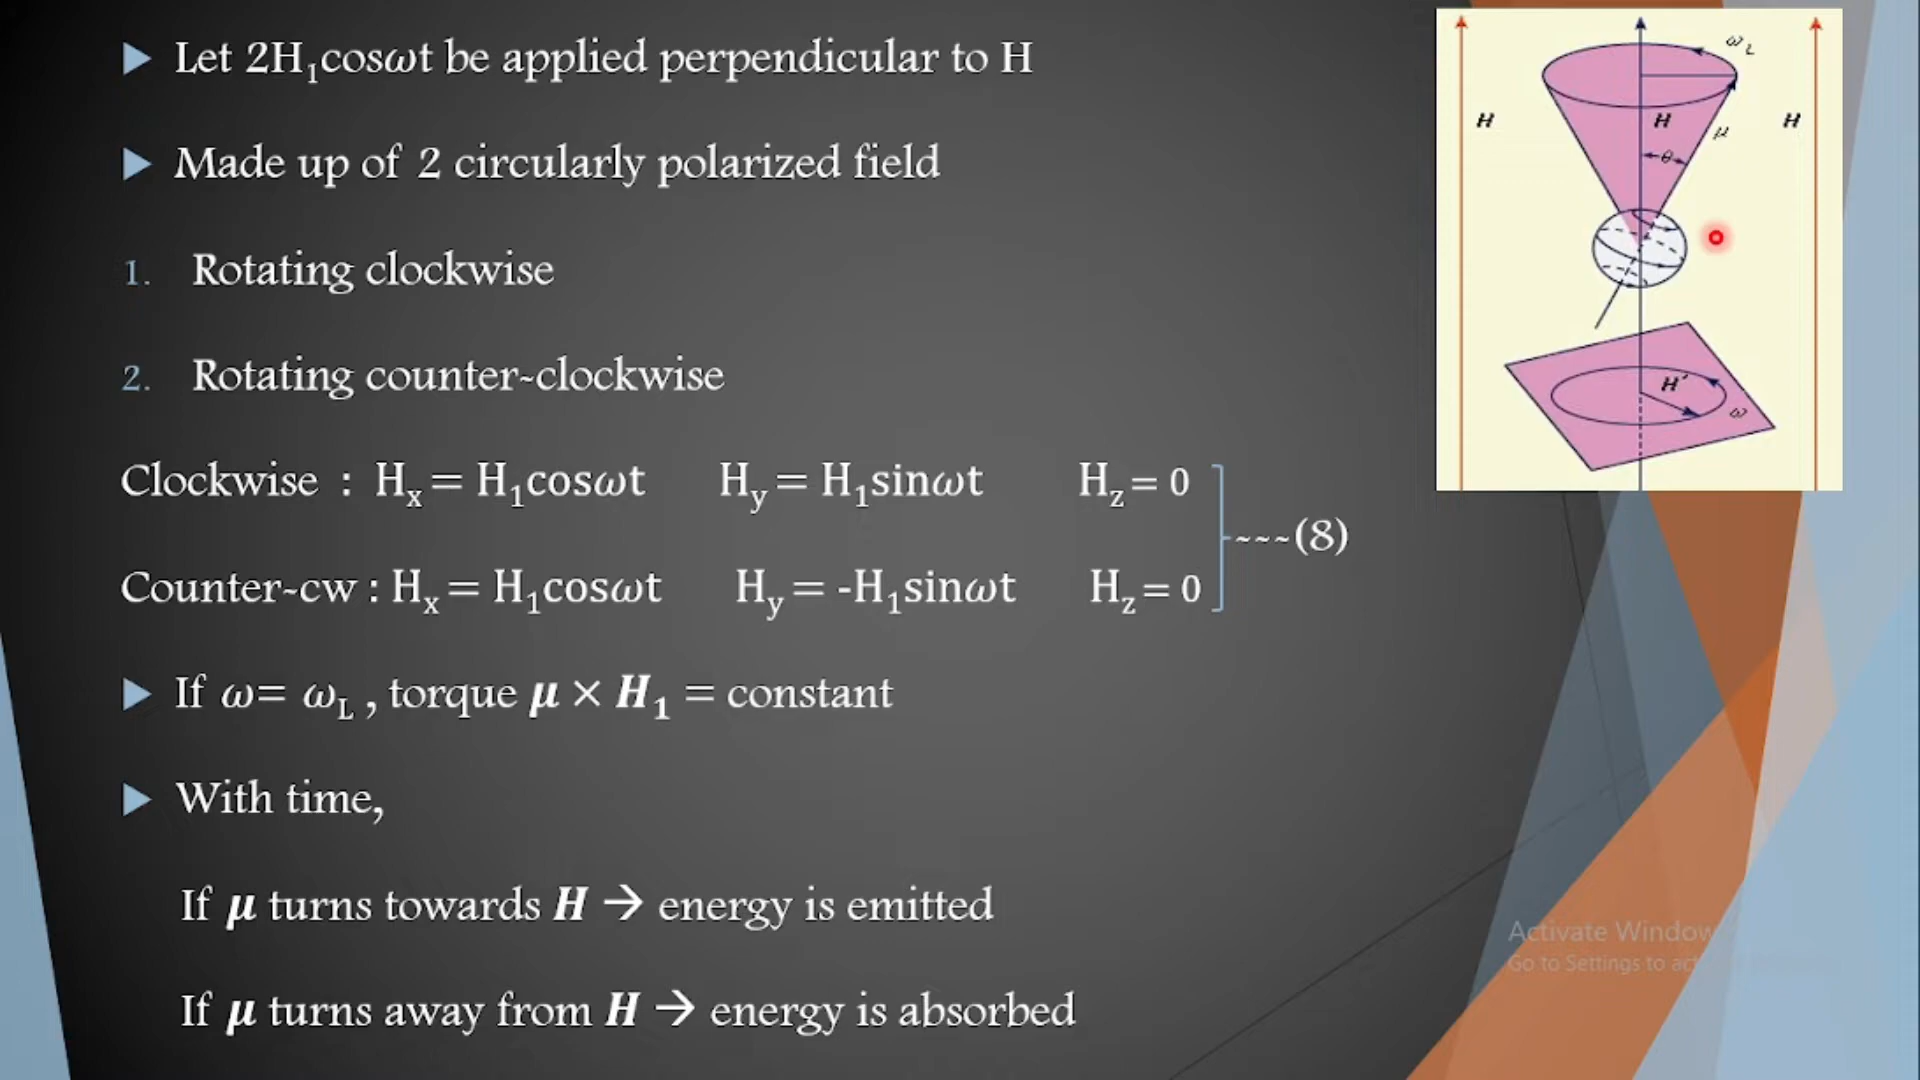 Let 2H₁cosωt be applied perpendicular to H
Made up of 2 circularly polarized field
1. Rotating clockwise
2. Rotating counter-clockwise
Clockwise : Hₓ = H₁cosωt Hᵧ = H₁sinωt H_z = 0
---(8)
Counter-cw : Hₓ = H₁cosωt Hᵧ = -H₁sinωt H_z = 0
If ω= ω_L , torque μ × H₁ = constant
With time,
If μ turns towards H → energy is emitted
If μ turns away from H → energy is absorbed
ω_L
H H μ H
θ
H′
ω
Activate Window
Go to Settings to